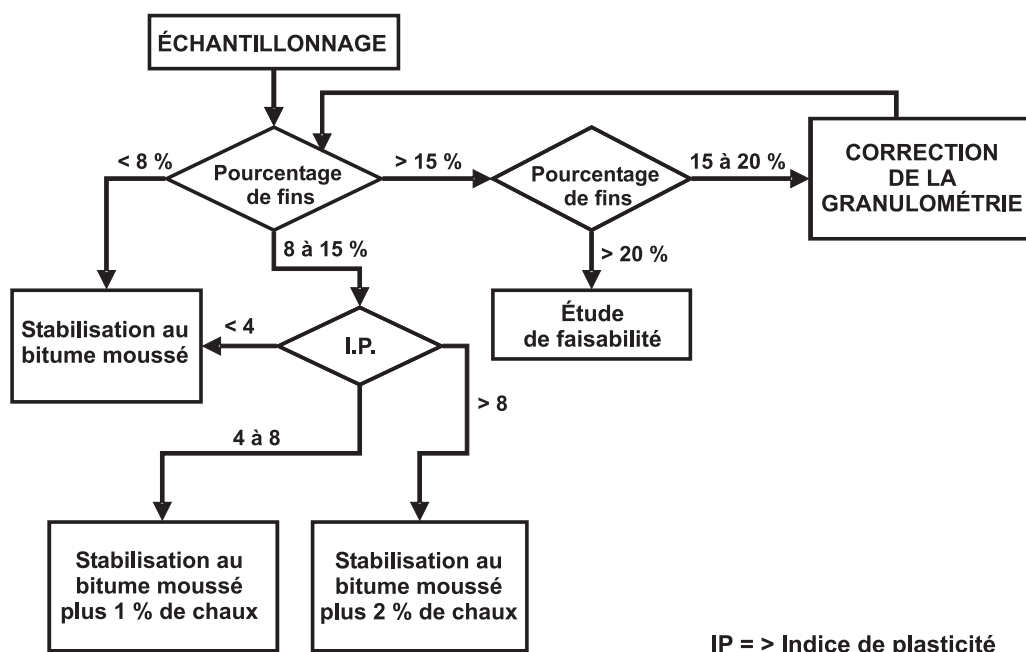 ÉCHANTILLONNAGE
< 8 %
Pourcentage
de fins
> 15 %
Pourcentage
de fins
15 à 20 %
CORRECTION
DE LA
GRANULOMÉTRIE
8 à 15 %
> 20 %
Stabilisation au
bitume moussé
< 4
I.P.
Étude
de faisabilité
> 8
4 à 8
Stabilisation au
bitume moussé
plus 1 % de chaux
Stabilisation au
bitume moussé
plus 2 % de chaux
IP = > Indice de plasticité